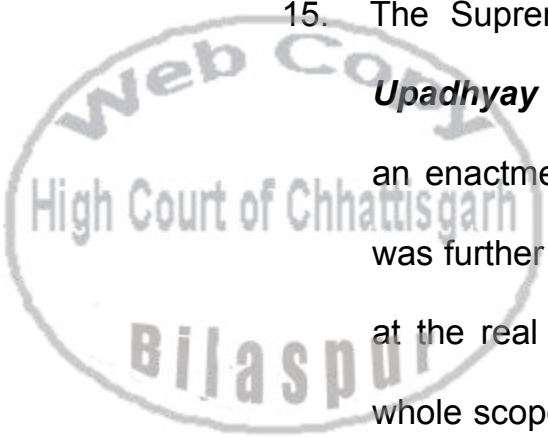 15. The Suprem
Upadhyay
an enactme
was further
at the real
whole scope
Web Copy
High Court of Chhattisgarh
Bilaspur